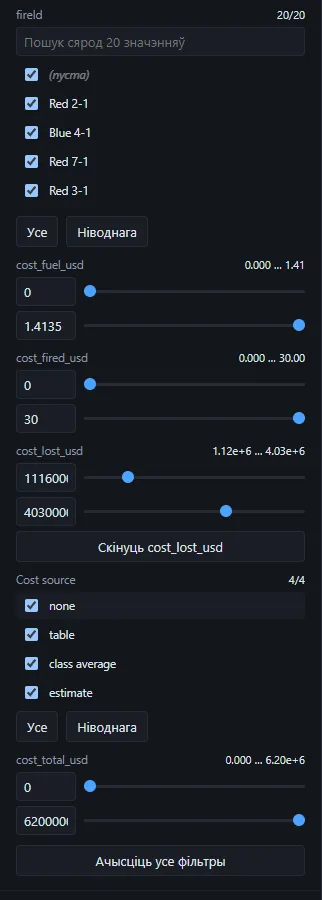 fireId 20/20
Пошук сярод 20 значэнняў
(пуста)
Red 2-1
Blue 4-1
Red 7-1
Red 3-1
Усе Ніводнага
cost_fuel_usd 0.000 ... 1.41
0
1.4135
cost_fired_usd 0.000 ... 30.00
0
30
cost_lost_usd 1.12e+6 ... 4.03e+6
1116000
4030000
Скінуць cost_lost_usd
Cost source 4/4
none
table
class average
estimate
Усе Ніводнага
cost_total_usd 0.000 ... 6.20e+6
0
6200000
Ачысціць усе фільтры